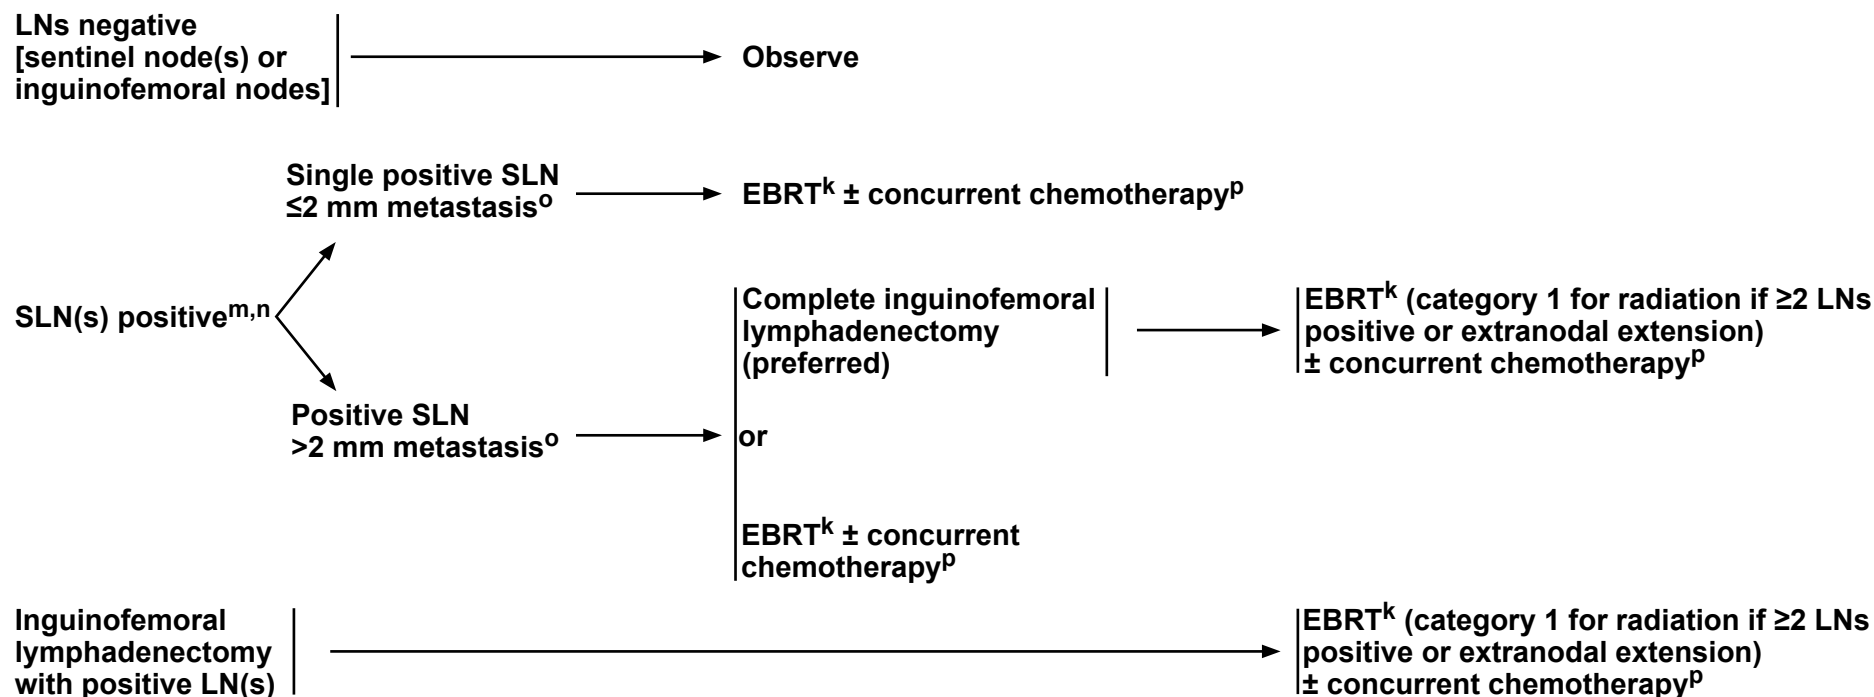 LNs negative
[sentinel node(s) or
inguinofemoral nodes]
Observe
Single positive SLN
≤2 mm metastasisᵒ
EBRTᵏ ± concurrent chemotherapyᵖ
SLN(s) positiveᵐ,ⁿ
Positive SLN
>2 mm metastasisᵒ
Complete inguinofemoral
lymphadenectomy
(preferred)
or
EBRTᵏ ± concurrent
chemotherapyᵖ
EBRTᵏ (category 1 for radiation if ≥2 LNs
positive or extranodal extension)
± concurrent chemotherapyᵖ
Inguinofemoral
lymphadenectomy
with positive LN(s)
EBRTᵏ (category 1 for radiation if ≥2 LNs
positive or extranodal extension)
± concurrent chemotherapyᵖ